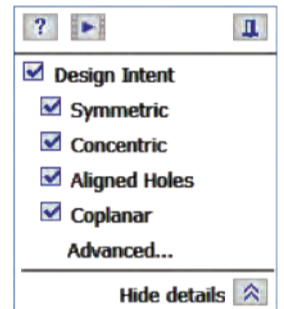 ?
Design Intent
Symmetric
Concentric
Aligned Holes
Coplanar
Advanced...
Hide details